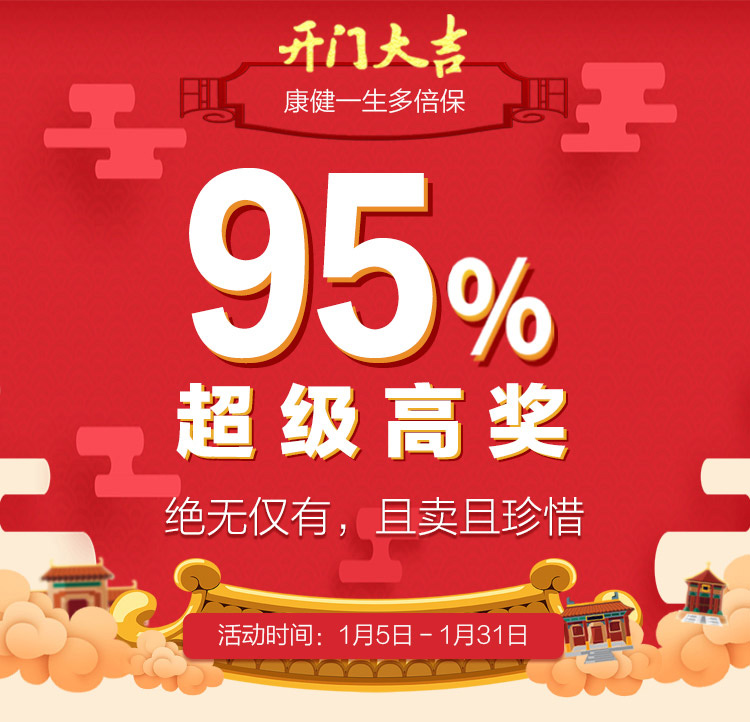 开门大吉
康健一生多倍保
95%
超级高奖
绝无仅有，且卖且珍惜
活动时间：1月5日－1月31日